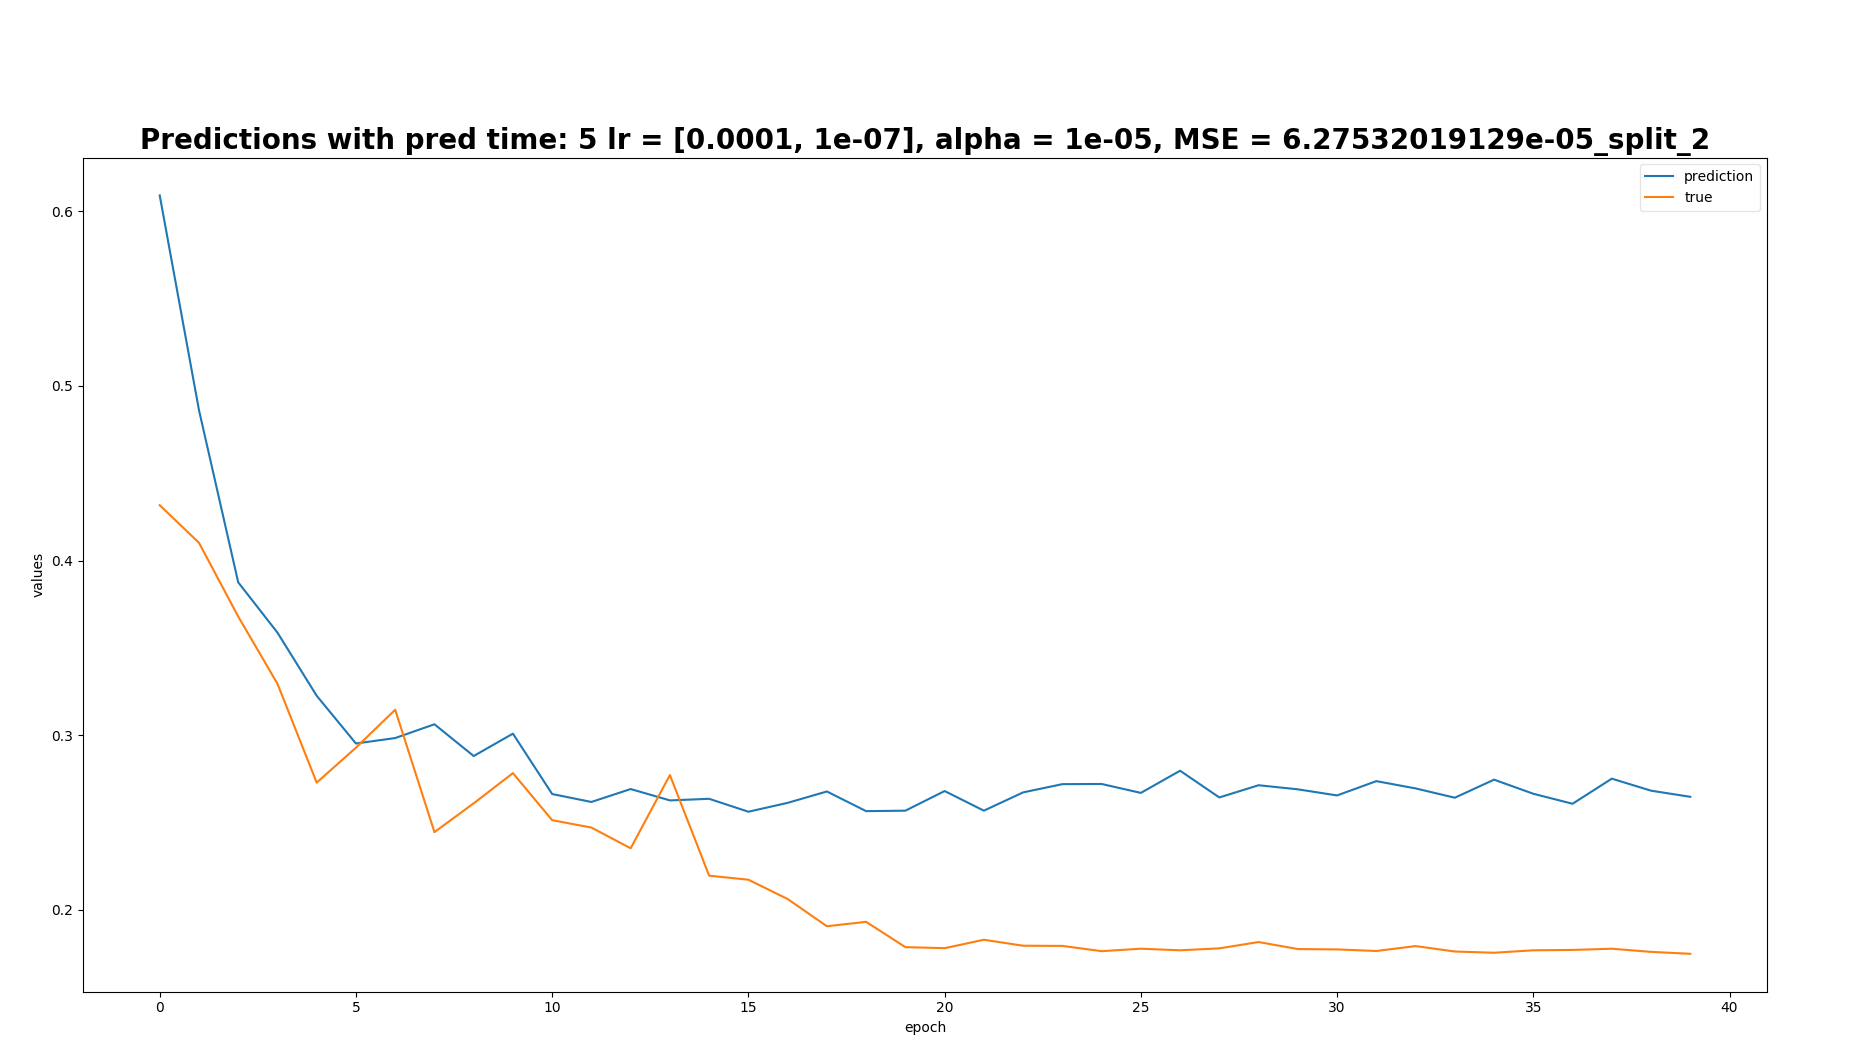 Predictions with pred time: 5 lr = [0.0001, 1e-07], alpha = 1e-05, MSE = 6.27532019129e-05_split_2
prediction
true
0.6
0.5
0.4
0.3
0.2
values
0 5 10 15 20 25 30 35 40
epoch